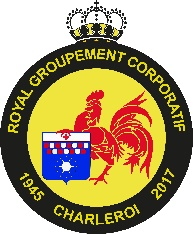 ROYAL GROUPEMENT CORPORATIF
1945 CHARLEROI 2017